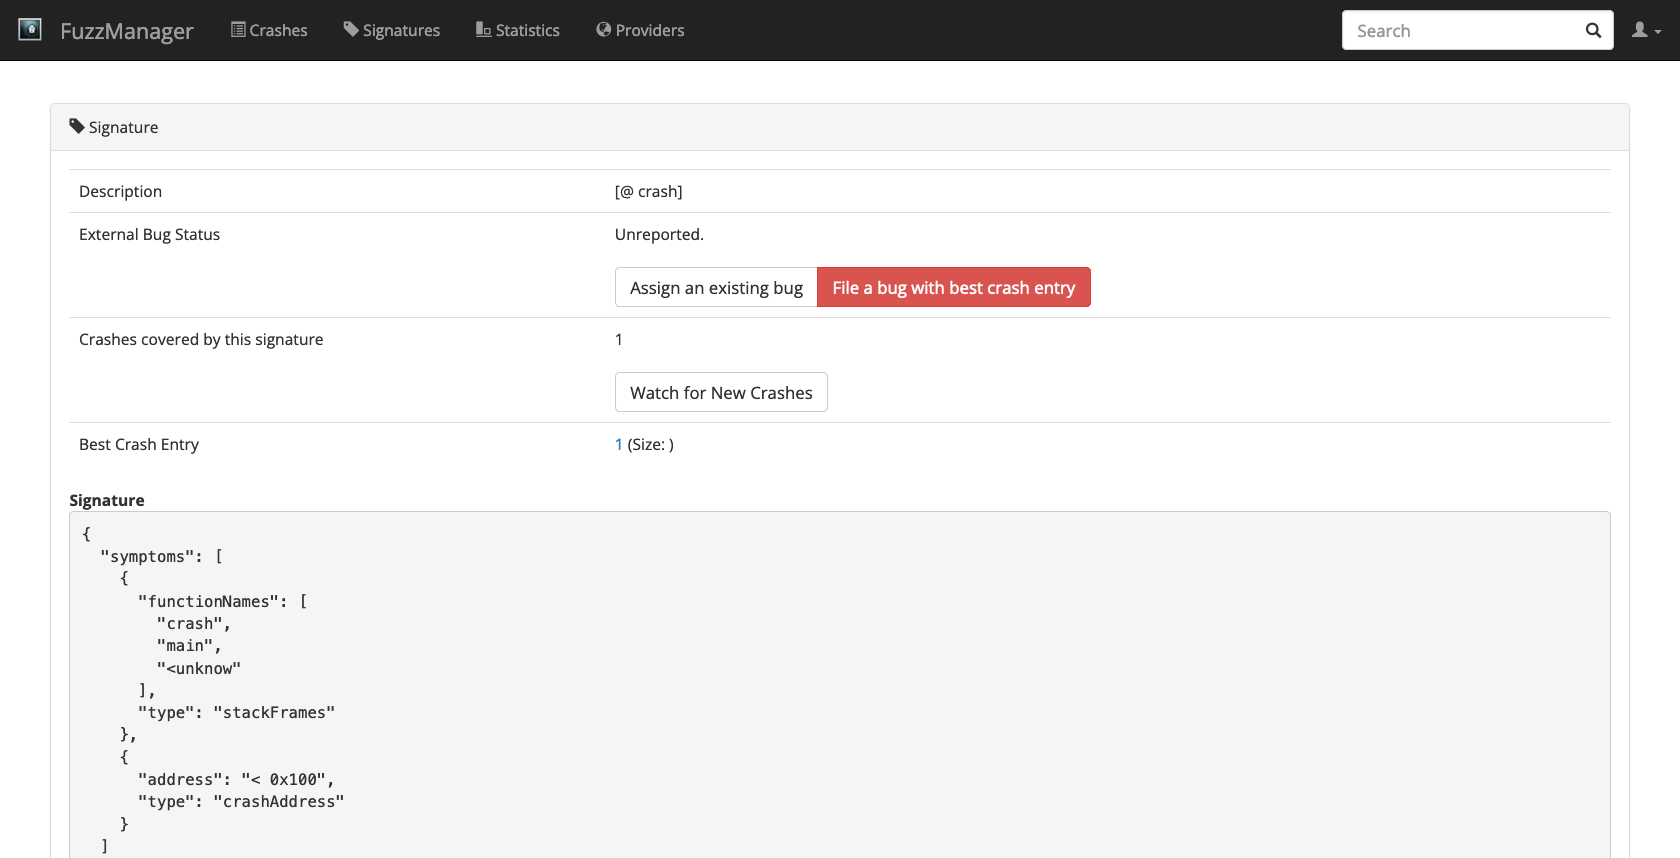 FuzzManager Crashes Signatures Statistics Providers Search
Signature
Description [@ crash]
External Bug Status Unreported.
Assign an existing bug File a bug with best crash entry
Crashes covered by this signature 1
Watch for New Crashes
Best Crash Entry 1 (Size: )
Signature
{
"symptoms": [
{
"functionNames": [
"crash",
"main",
"<unknow"
],
"type": "stackFrames"
},
{
"address": "< 0x100",
"type": "crashAddress"
}
]